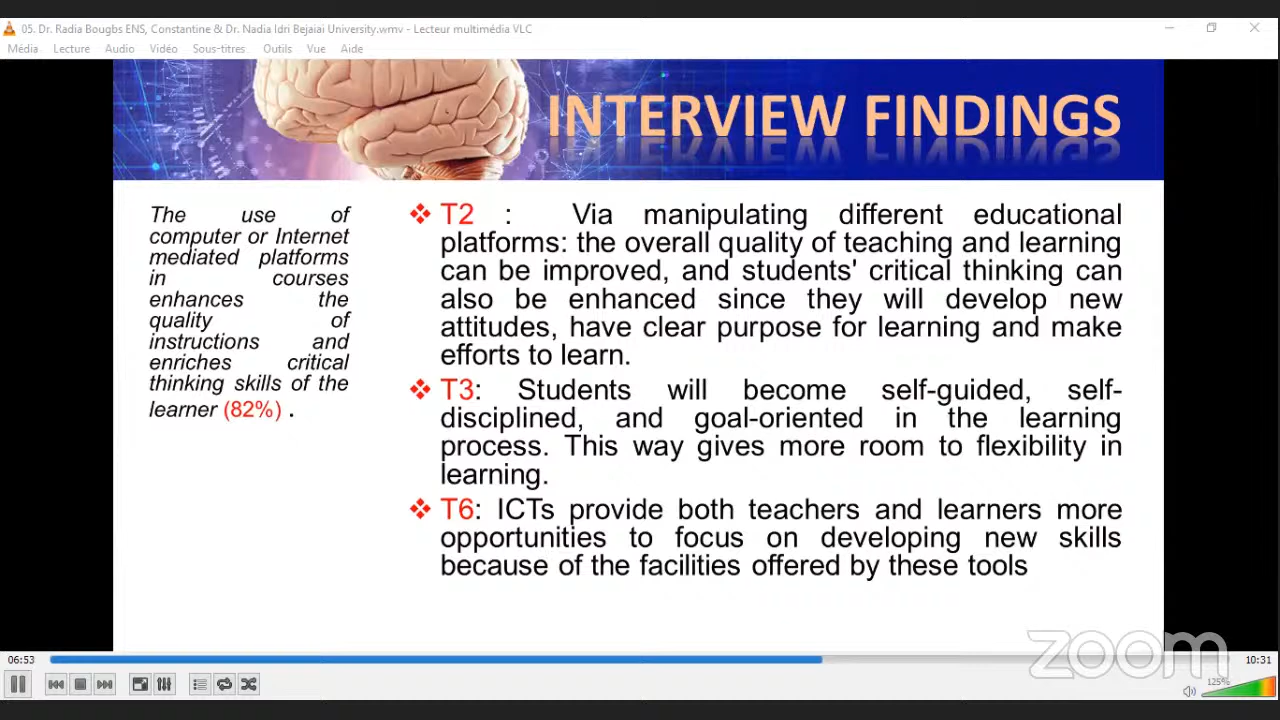 05. Dr. Radia Bougbs ENS, Constantine & Dr. Nadia Idri Bejaiai University.wmv - Lecteur multimédia VLC
Média Lecture Audio Vidéo Sous-titres Outils Vue Aide
INTERVIEW FINDINGS
The use of
computer or Internet
mediated platforms
in courses
enhances the
quality of
instructions and
enriches critical
thinking skills of the
learner (82%) .
T2 : Via manipulating different educational
platforms: the overall quality of teaching and learning
can be improved, and students' critical thinking can
also be enhanced since they will develop new
attitudes, have clear purpose for learning and make
efforts to learn.
T3: Students will become self-guided, self-
disciplined, and goal-oriented in the learning
process. This way gives more room to flexibility in
learning.
T6: ICTs provide both teachers and learners more
opportunities to focus on developing new skills
because of the facilities offered by these tools
zoom
06:53
10:31
125%